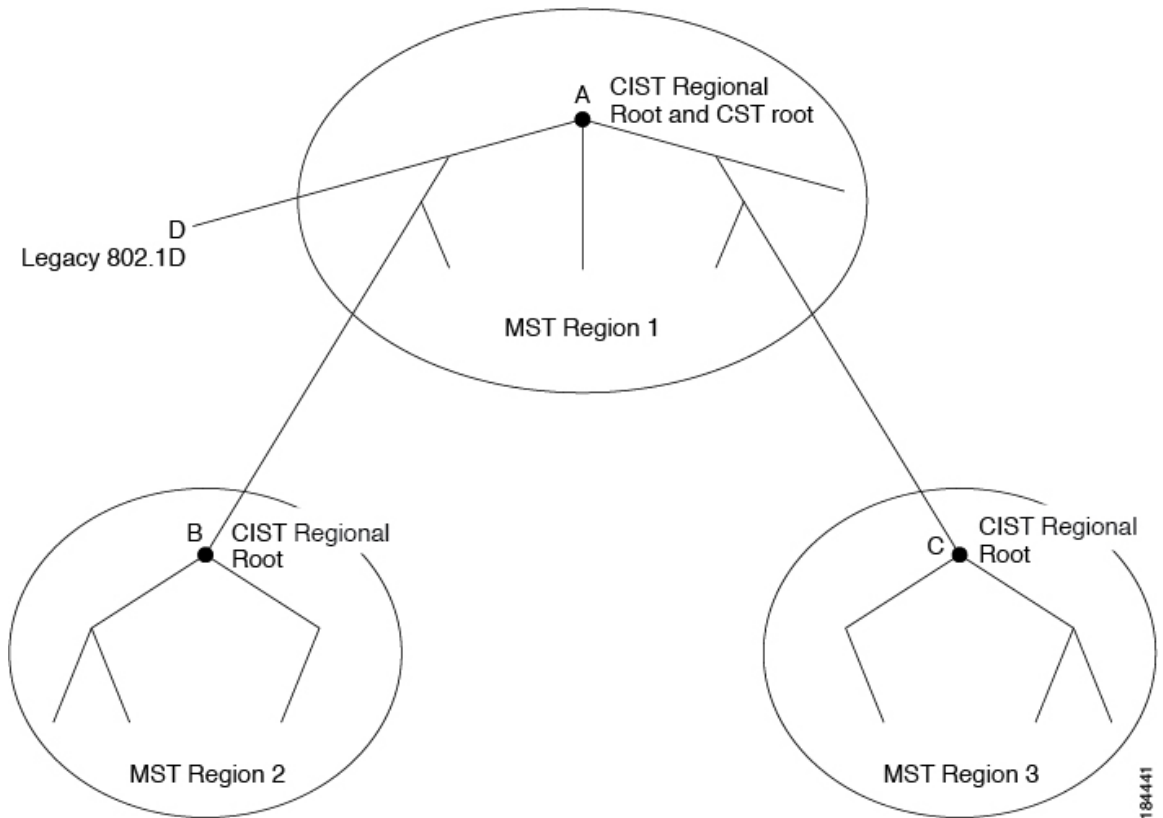 A
CIST Regional
Root and CST root
D
Legacy 802.1D
MST Region 1
B
CIST Regional
Root
C
CIST Regional
Root
MST Region 2
MST Region 3
184441